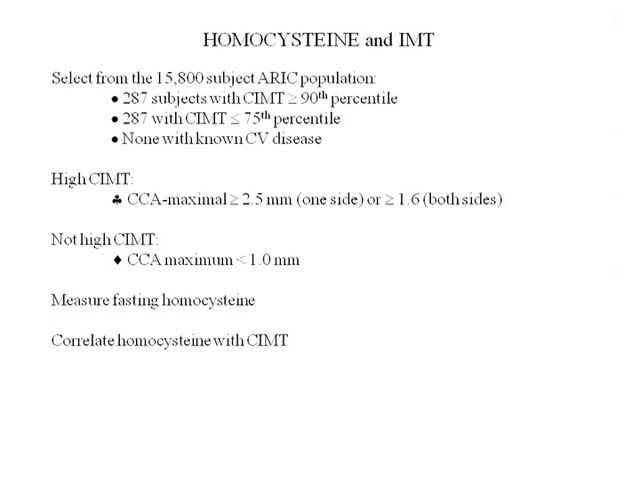 HOMOCYSTEINE and IMT
Select from the 15,800 subject ARIC population:
• 287 subjects with CIMT ≥ 90th percentile
• 287 with CIMT ≤ 75th percentile
• None with known CV disease
High CIMT:
♣ CCA-maximal ≥ 2.5 mm (one side) or ≥ 1.6 (both sides)
Not high CIMT:
♦ CCA maximum < 1.0 mm
Measure fasting homocysteine
Correlate homocysteine with CIMT